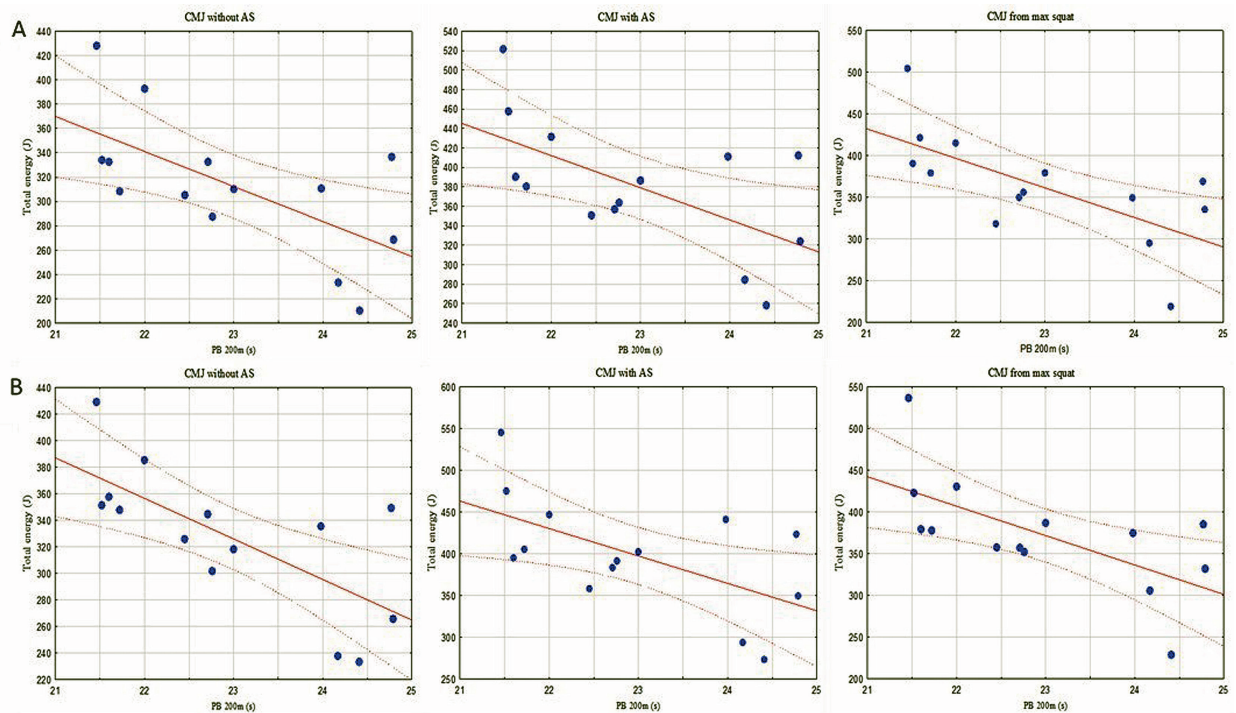 A
CMJ without AS
440
420
400
380
360
340
320
300
280
260
240
220
200
Total energy (J)
21 22 23 24 25
PB 200m (s)
CMJ with AS
540
520
500
480
460
440
420
400
380
360
340
320
300
280
260
240
Total energy (J)
21 22 23 24 25
PB 200m (s)
CMJ from max squat
550
500
450
400
350
300
250
200
Total energy (J)
21 22 23 24 25
PB 200m (s)
B
CMJ without AS
440
420
400
380
360
340
320
300
280
260
240
220
Total energy (J)
21 22 23 24 25
PB 200m (s)
CMJ with AS
600
550
500
450
400
350
300
250
Total energy (J)
21 22 23 24 25
PB 200m (s)
CMJ from max squat
550
500
450
400
350
300
250
200
Total energy (J)
21 22 23 24 25
PB 200m (s)